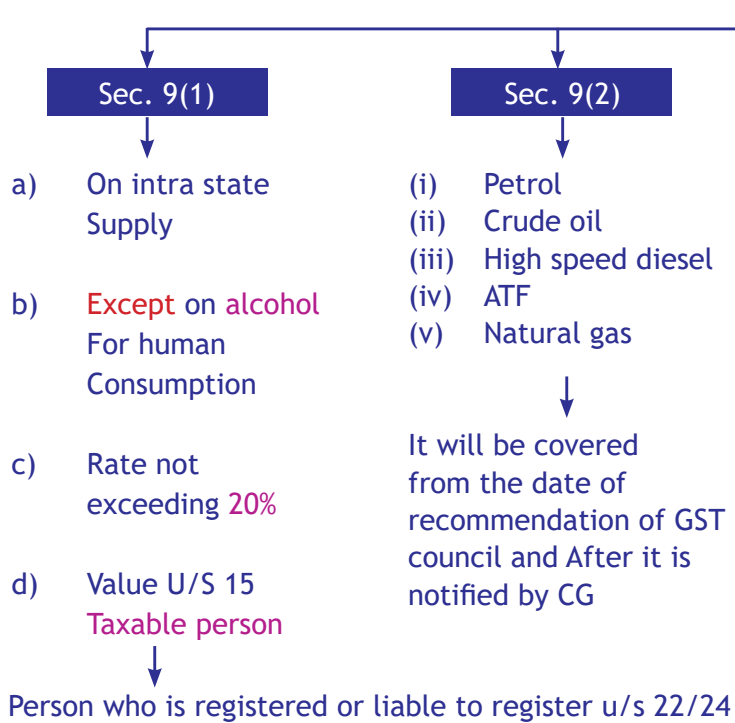 Sec. 9(1)
a) On intra state
Supply
b) Except on alcohol
For human
Consumption
c) Rate not
exceeding 20%
d) Value U/S 15
Taxable person
Person who is registered or liable to register u/s 22/24
Sec. 9(2)
(i) Petrol
(ii) Crude oil
(iii) High speed diesel
(iv) ATF
(v) Natural gas
It will be covered
from the date of
recommendation of GST
council and After it is
notified by CG